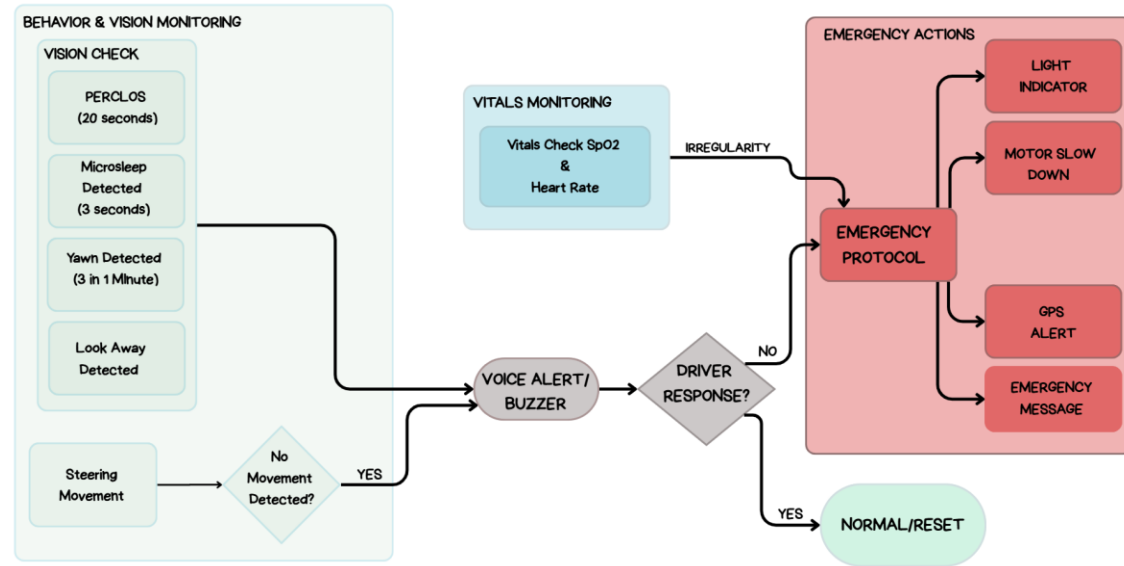 BEHAVIOR & VISION MONITORING
VISION CHECK
PERCLOS
(20 seconds)
Microsleep
Detected
(3 seconds)
Yawn Detected
(3 in 1 MInute)
Look Away
Detected
Steering
Movement
No
Movement
Detected?
YES
VITALS MONITORING
Vitals Check SpO2
&
Heart Rate
IRREGULARITY
VOICE ALERT/
BUZZER
DRIVER
RESPONSE?
NO
YES
NORMAL/RESET
EMERGENCY ACTIONS
EMERGENCY
PROTOCOL
LIGHT
INDICATOR
MOTOR SLOW
DOWN
GPS
ALERT
EMERGENCY
MESSAGE